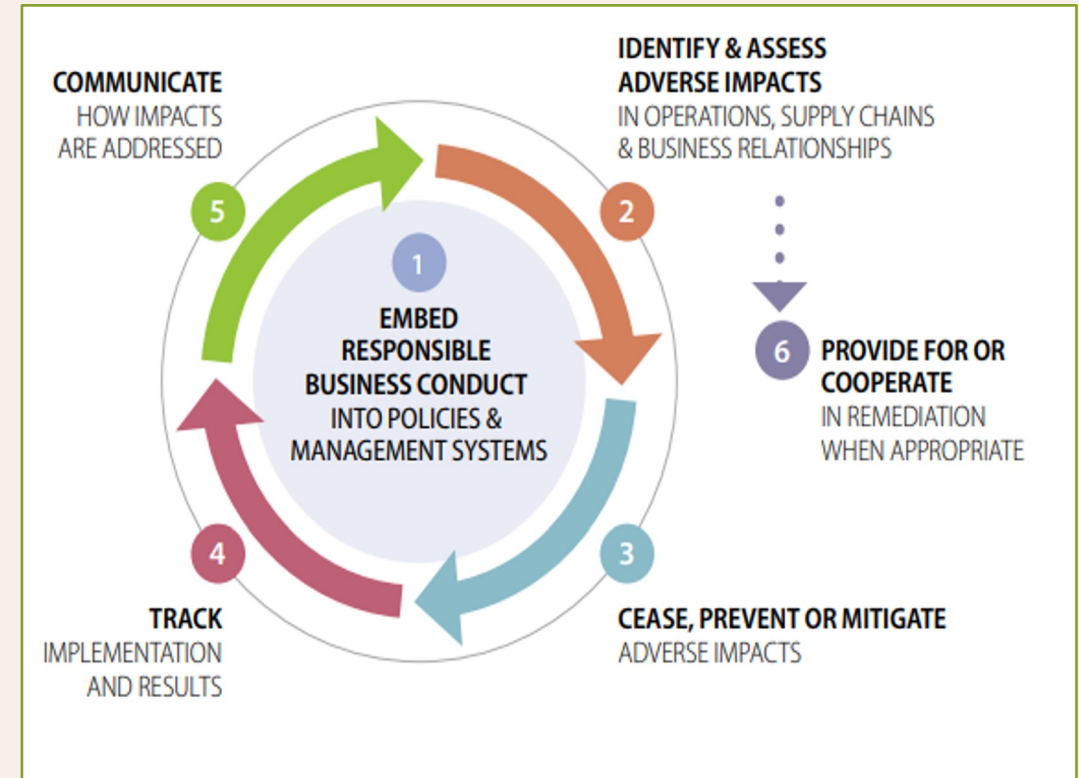 1
EMBED
RESPONSIBLE
BUSINESS CONDUCT
INTO POLICIES &
MANAGEMENT SYSTEMS
2
IDENTIFY & ASSESS
ADVERSE IMPACTS
IN OPERATIONS, SUPPLY CHAINS
& BUSINESS RELATIONSHIPS
3
CEASE, PREVENT OR MITIGATE
ADVERSE IMPACTS
4
TRACK
IMPLEMENTATION
AND RESULTS
5
COMMUNICATE
HOW IMPACTS
ARE ADDRESSED
6
PROVIDE FOR OR
COOPERATE
IN REMEDIATION
WHEN APPROPRIATE